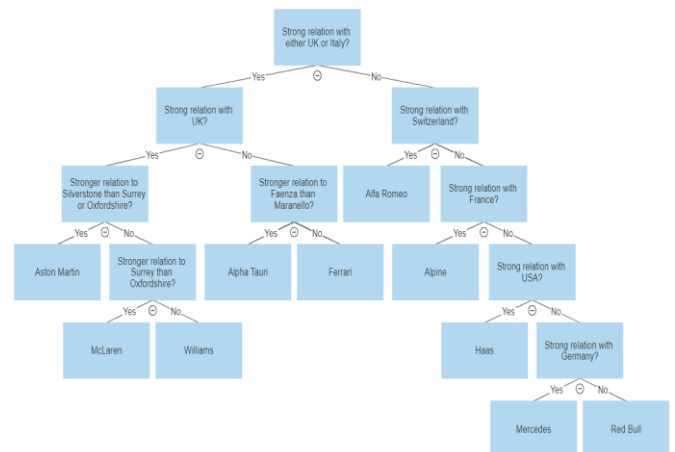 Strong relation with
either UK or Italy?
Yes
No
Strong relation with
UK?
Strong relation with
Switzerland?
Yes
No
Yes
No
Stronger relation to
Silverstone than Surrey
or Oxfordshire?
Stronger relation to
Faenza than
Maranello?
Alfa Romeo
Strong relation with
France?
Yes
No
Yes
No
Yes
No
Aston Martin
Stronger relation to
Surrey than
Oxfordshire?
Alpha Tauri
Ferrari
Alpine
Strong relation with
USA?
Yes
No
Yes
No
McLaren
Williams
Haas
Strong relation with
Germany?
Yes
No
Mercedes
Red Bull